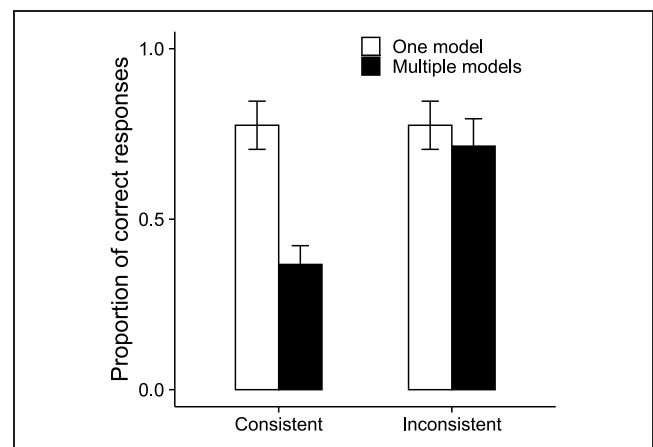 Proportion of correct responses
1.0
0.5
0.0
One model
Multiple models
Consistent Inconsistent